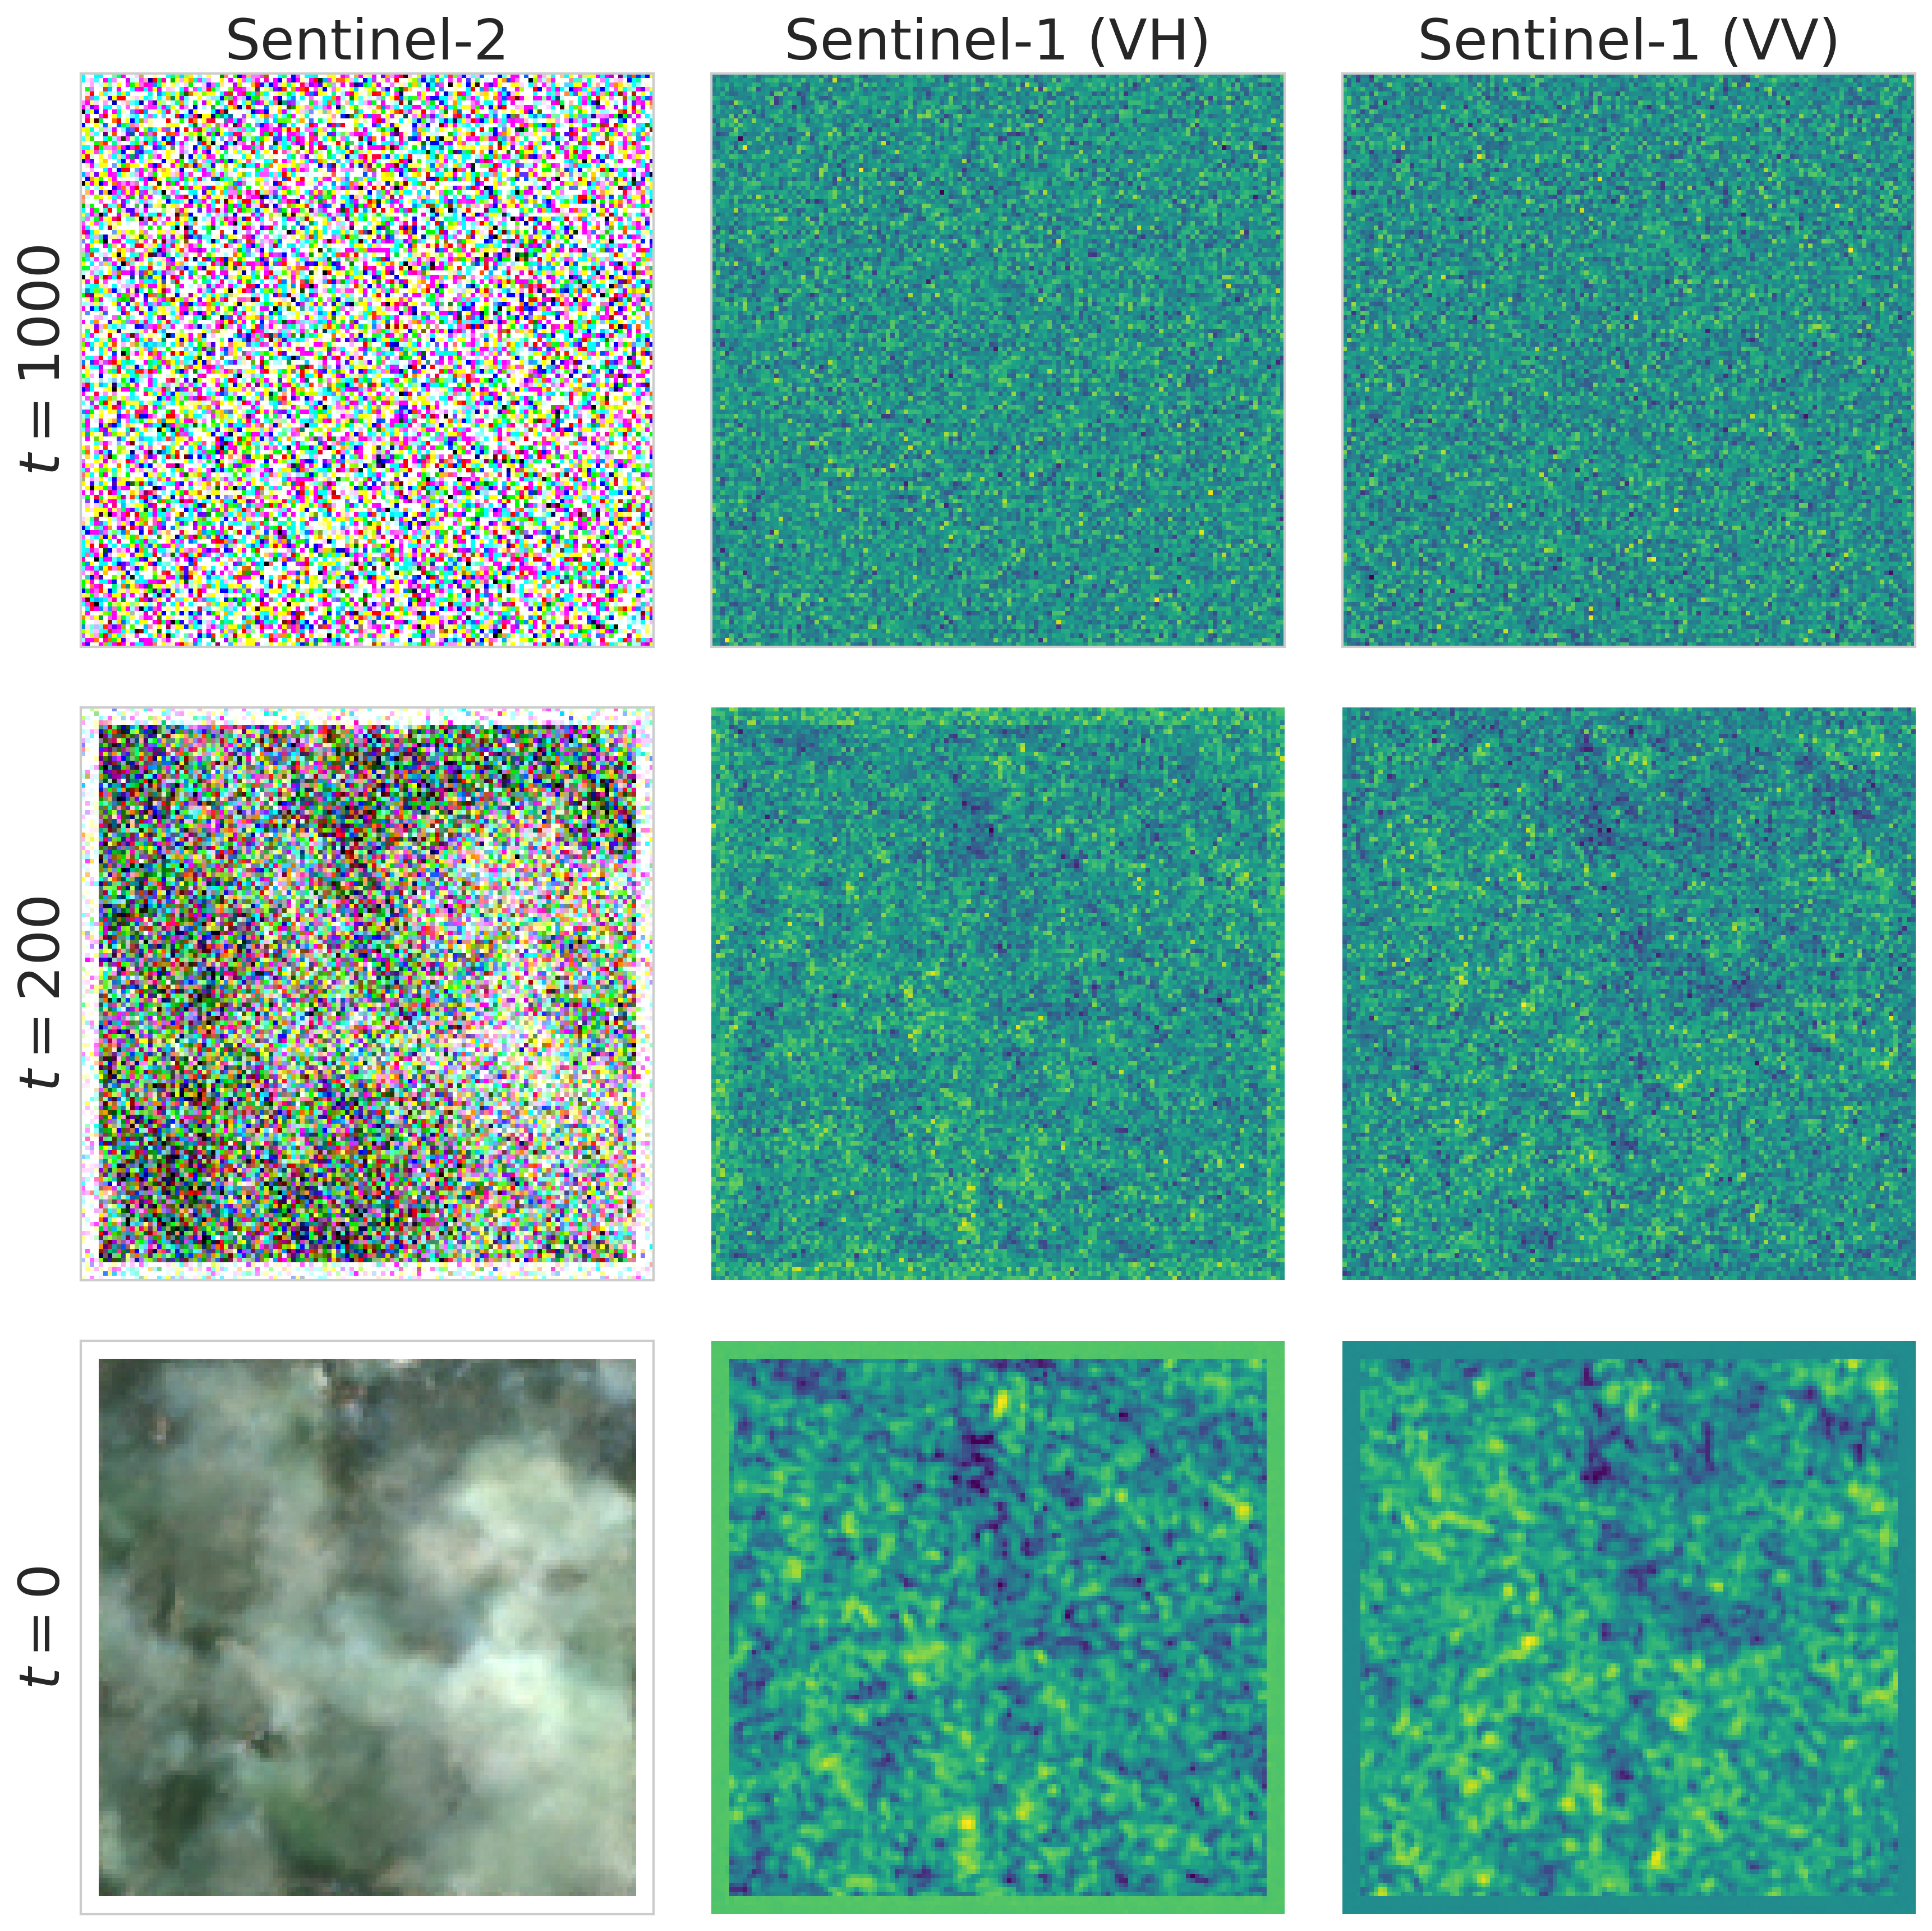 Sentinel-2
Sentinel-1 (VH)
Sentinel-1 (VV)
t = 1000
t = 200
t = 0